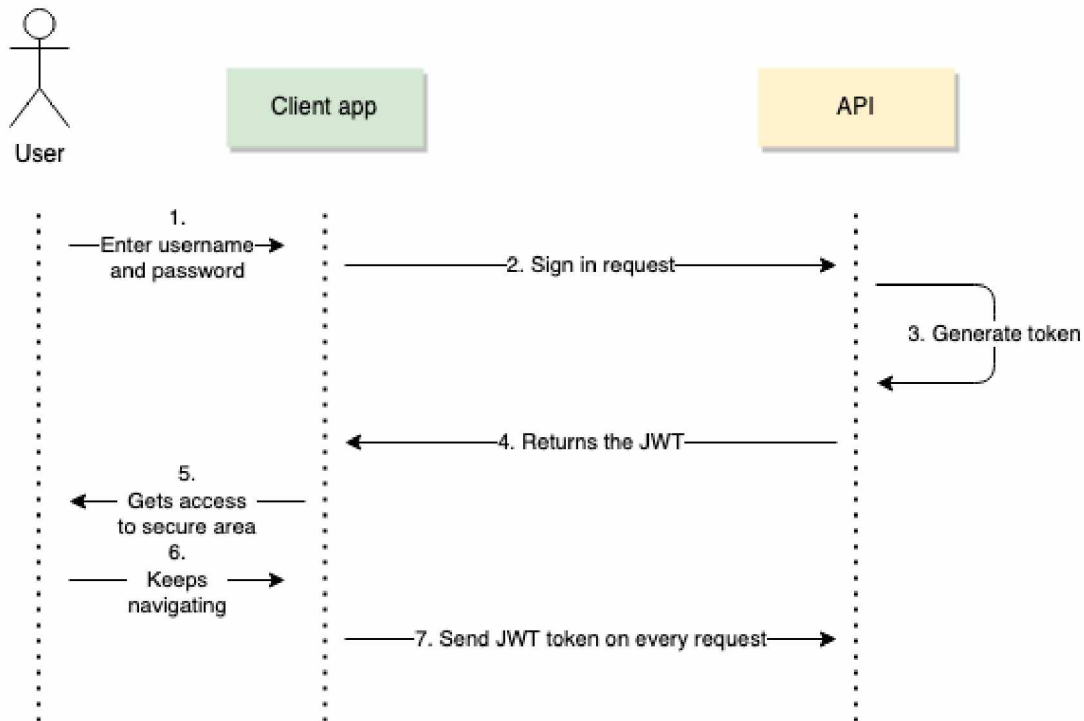 User
Client app
API
1.
Enter username
and password
2. Sign in request
3. Generate token
4. Returns the JWT
5.
Gets access
to secure area
6.
Keeps
navigating
7. Send JWT token on every request